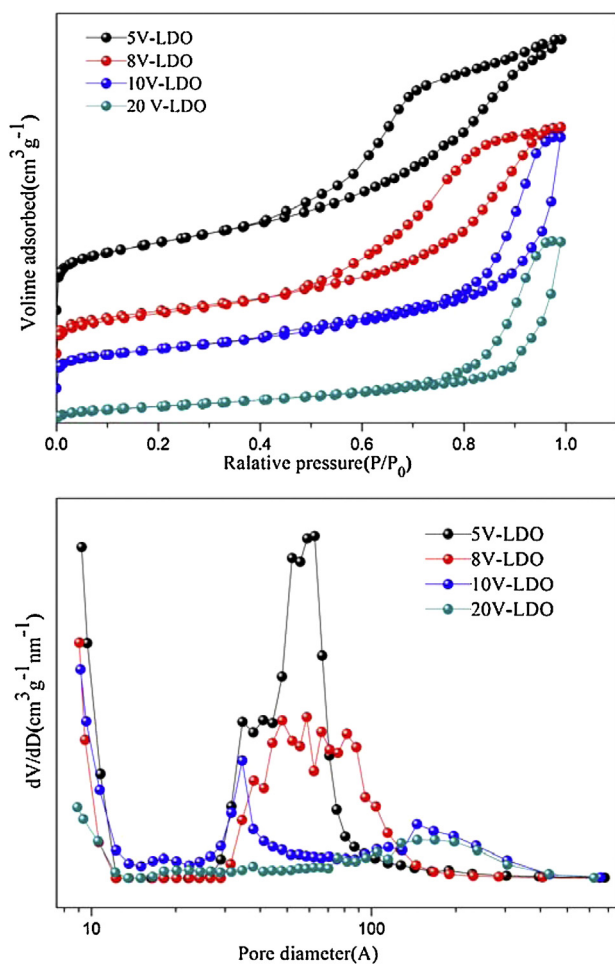 5V-LDO
8V-LDO
10V-LDO
20 V-LDO
Volime adsorbed(cm³g⁻¹)
0.0 0.2 0.4 0.6 0.8 1.0
Ralative pressure(P/P₀)
5V-LDO
8V-LDO
10V-LDO
20V-LDO
dV/dD(cm³g⁻¹nm⁻¹)
10 100
Pore diameter(A)